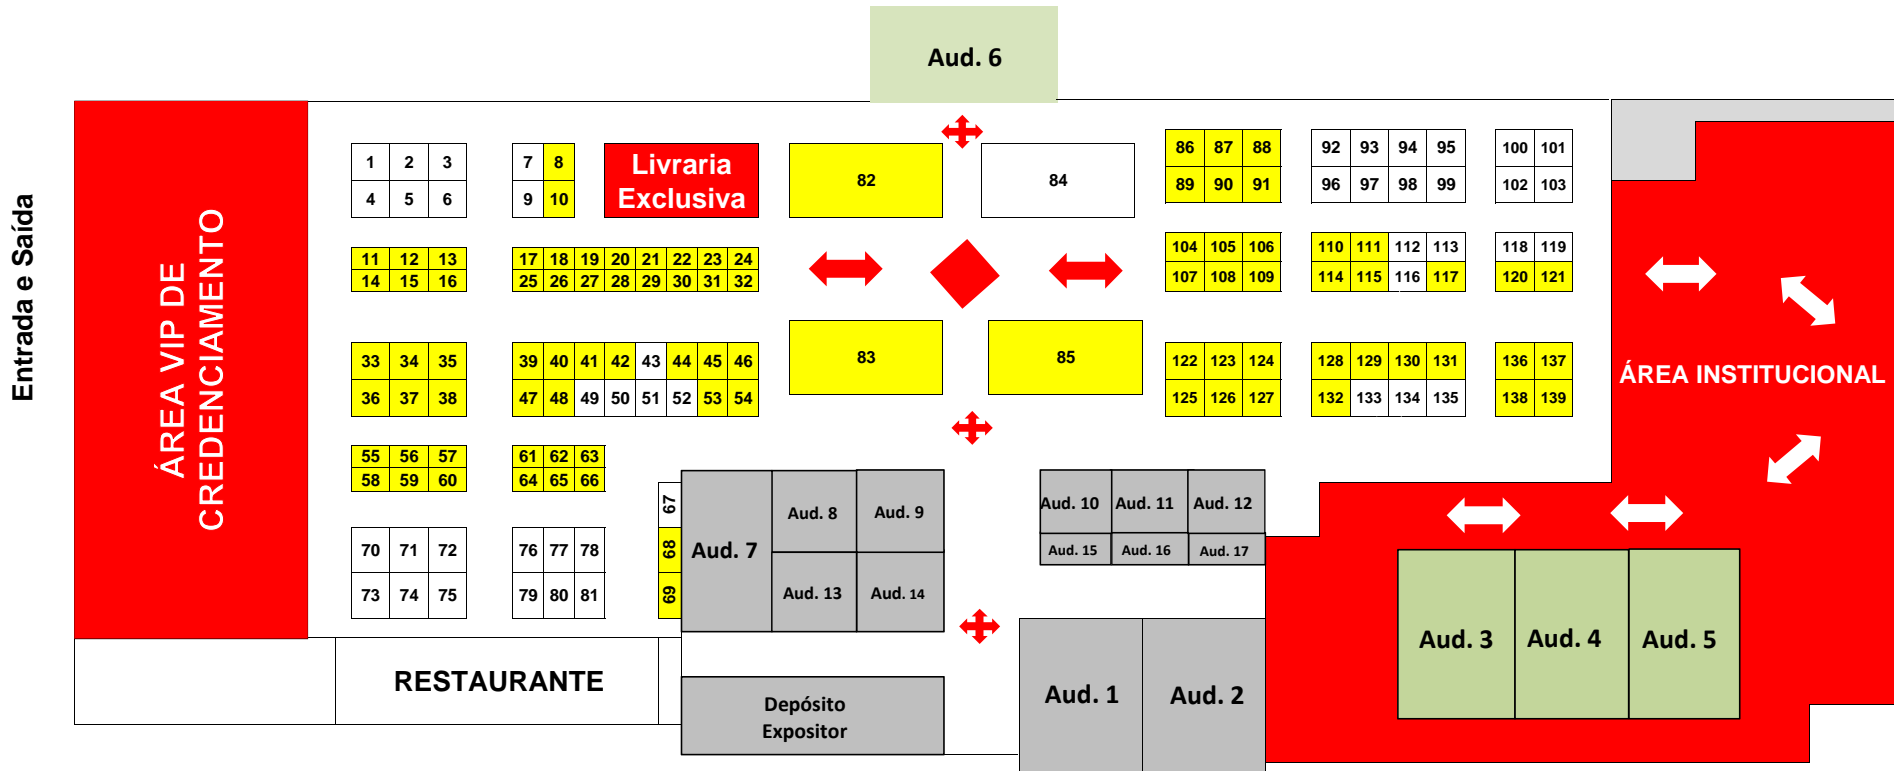 Aud. 6
Entrada e Saída
ÁREA VIP DE
CREDENCIAMENTO
1 2 3
4 5 6
7 8
9 10
Livraria
Exclusiva
82
84
86 87 88
89 90 91
92 93 94 95
96 97 98 99
100 101
102 103
11 12 13
14 15 16
17 18 19 20 21 22 23 24
25 26 27 28 29 30 31 32
104 105 106
107 108 109
110 111 112 113
114 115 116 117
118 119
120 121
33 34 35
36 37 38
39 40 41 42 43 44 45 46
47 48 49 50 51 52 53 54
83
85
122 123 124
125 126 127
128 129 130 131
132 133 134 135
136 137
138 139
ÁREA INSTITUCIONAL
55 56 57
58 59 60
61 62 63
64 65 66
67
68
69
70 71 72
73 74 75
76 77 78
79 80 81
Aud. 7
Aud. 8
Aud. 9
Aud. 13
Aud. 14
Aud. 10
Aud. 11
Aud. 12
Aud. 15
Aud. 16
Aud. 17
Aud. 3
Aud. 4
Aud. 5
RESTAURANTE
Depósito
Expositor
Aud. 1
Aud. 2